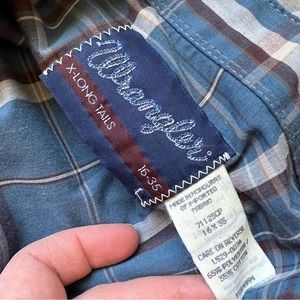 Wrangler
X-LONG TAILS
16-35
MADE IN HONDURAS
OF IMPORTED
FABRIC
71125CP
16 X 35
CARE ON REVERSE
65% POLYESTER
35% COTTON